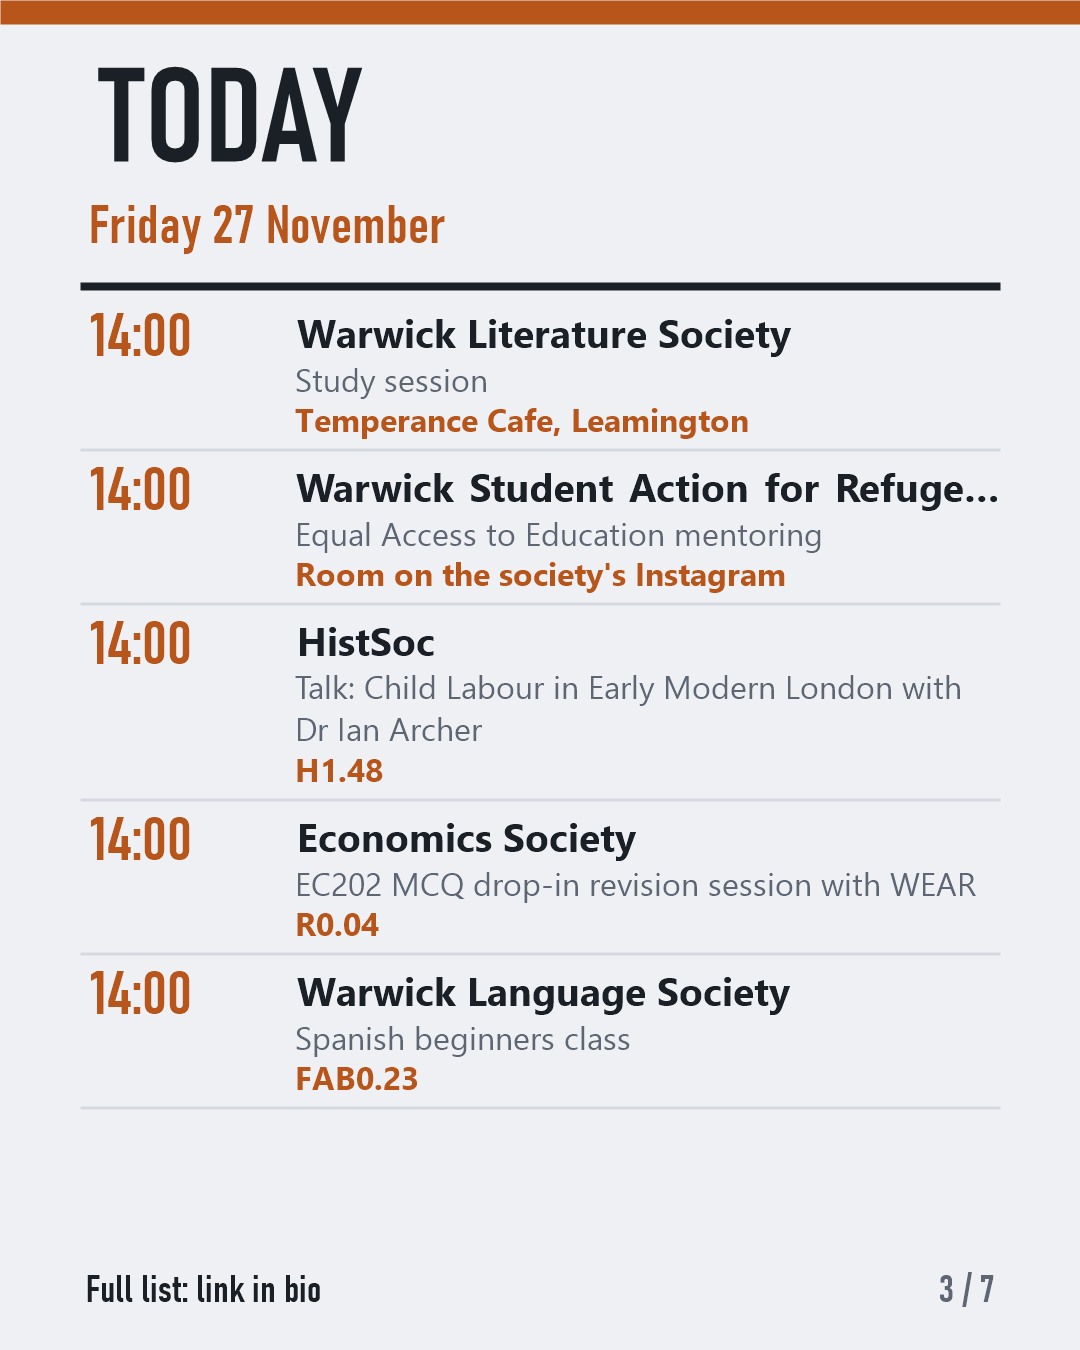 TODAY
Friday 27 November
14:00
Warwick Literature Society
Study session
Temperance Cafe, Leamington
14:00
Warwick Student Action for Refuge...
Equal Access to Education mentoring
Room on the society's Instagram
14:00
HistSoc
Talk: Child Labour in Early Modern London with
Dr Ian Archer
H1.48
14:00
Economics Society
EC202 MCQ drop-in revision session with WEAR
R0.04
14:00
Warwick Language Society
Spanish beginners class
FAB0.23
Full list: link in bio
3 / 7